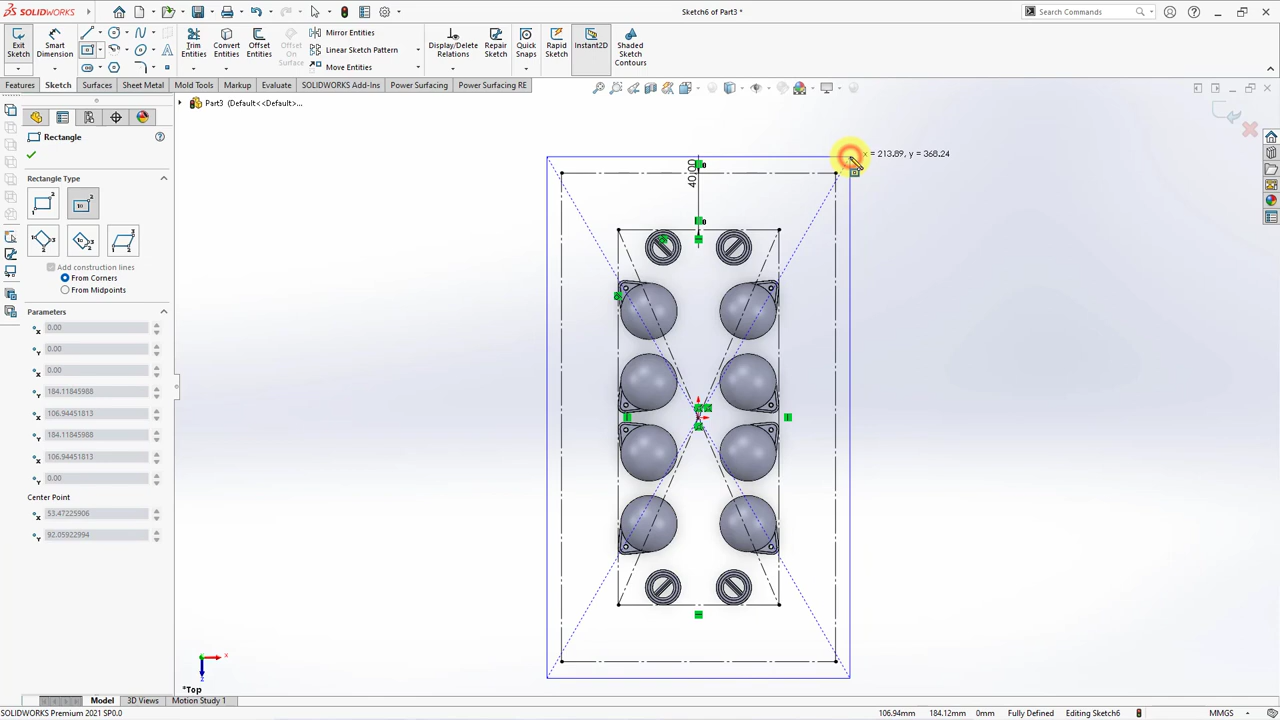 SOLIDWORKS
Sketch6 of Part3 *
Search Commands
Exit Sketch
Smart Dimension
Trim Entities
Convert Entities
Offset Entities
Offset On Surface
Mirror Entities
Linear Sketch Pattern
Move Entities
Display/Delete Relations
Repair Sketch
Quick Snaps
Rapid Sketch
Instant2D
Shaded Sketch Contours
Features
Sketch
Surfaces
Sheet Metal
Mold Tools
Markup
Evaluate
SOLIDWORKS Add-Ins
Power Surfacing
Power Surfacing RE
Part3 (Default<<Default>...
Rectangle
Rectangle Type
Add construction lines
From Corners
From Midpoints
Parameters
0.00
0.00
0.00
184.11845988
106.94451813
184.11845988
106.94451813
0.00
Center Point
53.47225906
92.05922994
x = 213.89, y = 368.24
40.00
*Top
Model
3D Views
Motion Study 1
SOLIDWORKS Premium 2021 SP0.0
106.94mm
184.12mm
0mm
Fully Defined
Editing Sketch6
MMGS